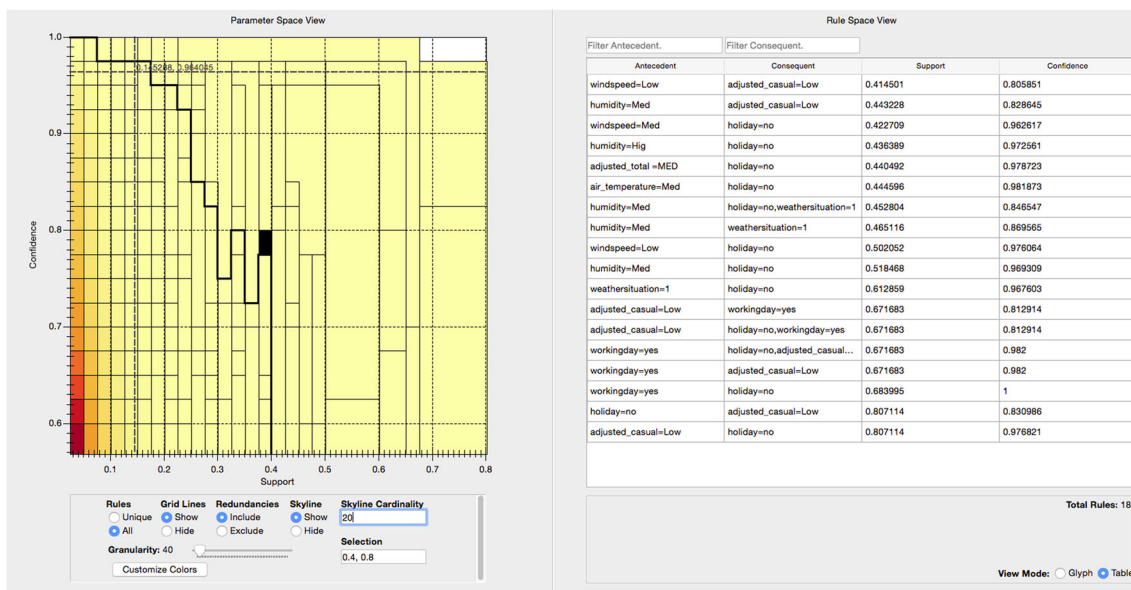 Parameter Space View
1.0
0.9
0.8
0.7
0.6
Confidence
0.145288, 0.964045
0.1 0.2 0.3 0.4 0.5 0.6 0.7 0.8
Support
Rules Grid Lines Redundancies Skyline Skyline Cardinality
Unique Show Include Show 20
All Hide Exclude Hide
Selection
Granularity: 40
0.4, 0.8
Customize Colors
Rule Space View
Filter Antecedent. Filter Consequent.
Antecedent Consequent Support Confidence
windspeed=Low adjusted_casual=Low 0.414501 0.805851
humidity=Med adjusted_casual=Low 0.443228 0.828645
windspeed=Med holiday=no 0.422709 0.962617
humidity=Hig holiday=no 0.436389 0.972561
adjusted_total =MED holiday=no 0.440492 0.978723
air_temperature=Med holiday=no 0.444596 0.981873
humidity=Med holiday=no,weathersituation=1 0.452804 0.846547
humidity=Med weathersituation=1 0.465116 0.869565
windspeed=Low holiday=no 0.502052 0.976064
humidity=Med holiday=no 0.518468 0.969309
weathersituation=1 holiday=no 0.612859 0.967603
adjusted_casual=Low workingday=yes 0.671683 0.812914
adjusted_casual=Low holiday=no,workingday=yes 0.671683 0.812914
workingday=yes holiday=no,adjusted_casual... 0.671683 0.982
workingday=yes adjusted_casual=Low 0.671683 0.982
workingday=yes holiday=no 0.683995 1
holiday=no adjusted_casual=Low 0.807114 0.830986
adjusted_casual=Low holiday=no 0.807114 0.976821
Total Rules: 18
View Mode: Glyph Table